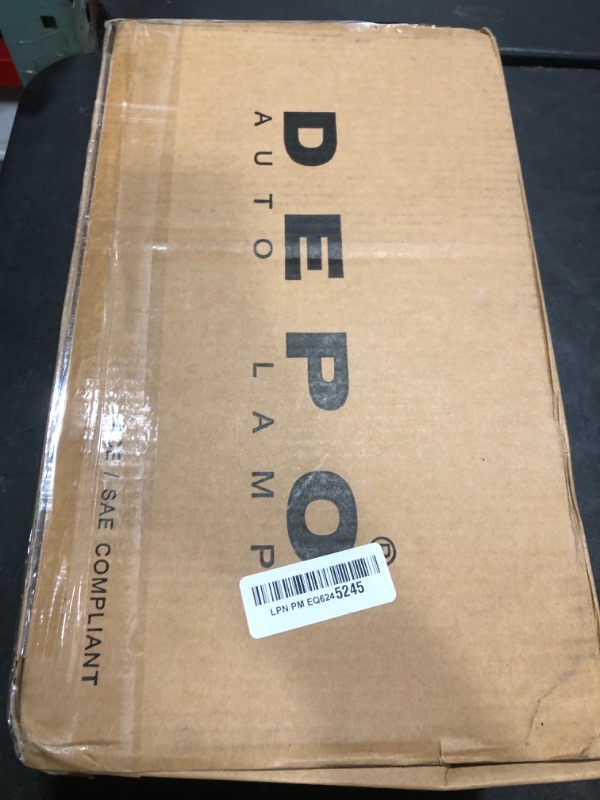 DEPO®
AUTO LAMP
/ SAE COMPLIANT
LPN PM EQ6245245